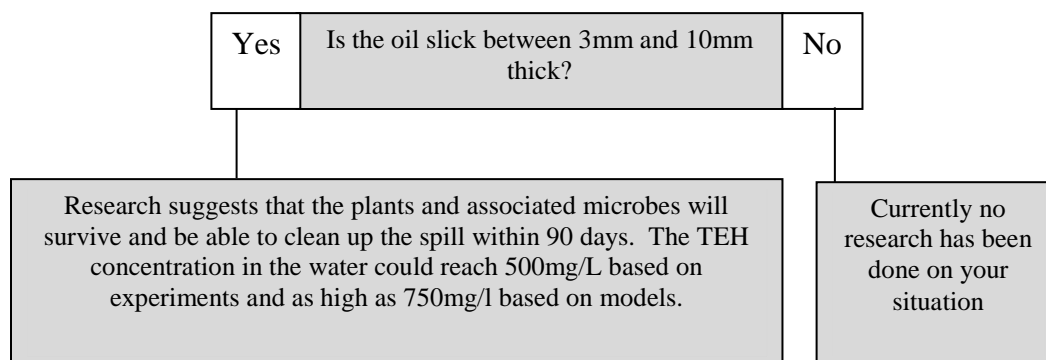 Yes
Is the oil slick between 3mm and 10mm
thick?
No
Research suggests that the plants and associated microbes will
survive and be able to clean up the spill within 90 days. The TEH
concentration in the water could reach 500mg/L based on
experiments and as high as 750mg/l based on models.
Currently no
research has been
done on your
situation